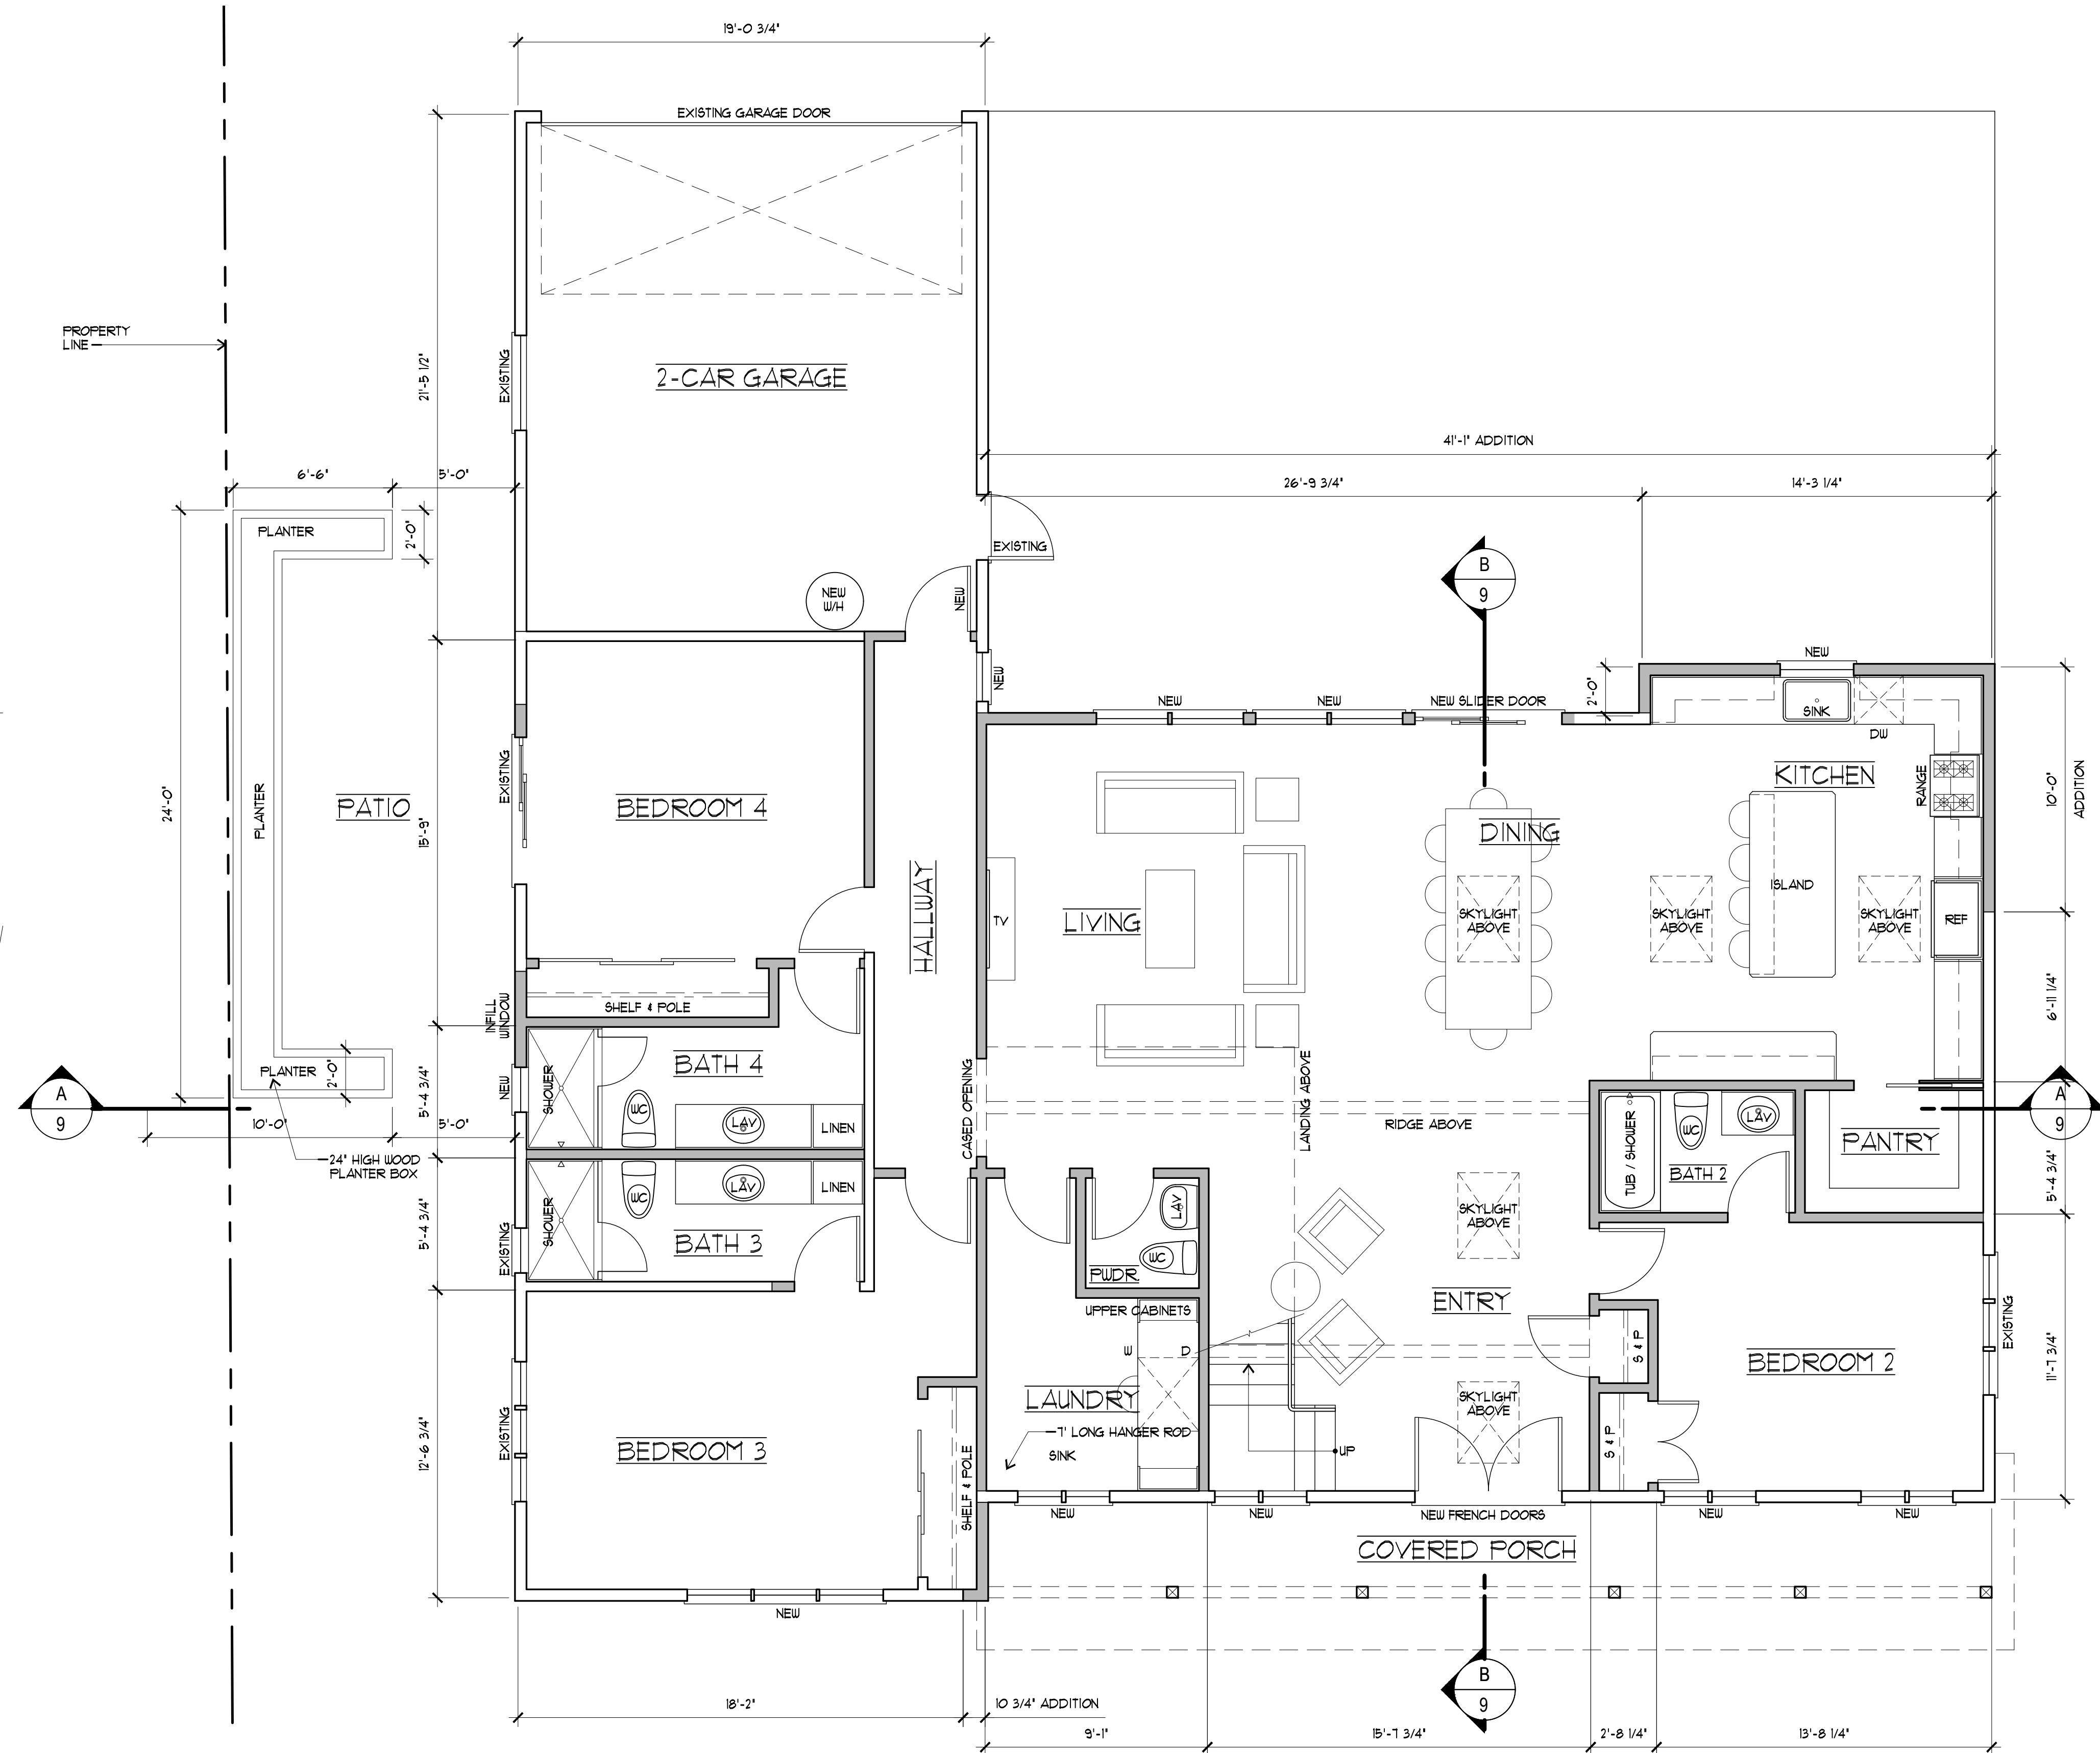 19'-0 3/4"
EXISTING GARAGE DOOR
PROPERTY
LINE
21'-5 1/2"
EXISTING
2-CAR GARAGE
41'-1" ADDITION
6'-6"
5'-0"
26'-9 3/4"
14'-3 1/4"
PLANTER
2'-0"
EXISTING
B
9
NEW
W/H
NEW
NEW
NEW
NEW
NEW
NEW SLIDER DOOR
2'-0"
SINK
DW
KITCHEN
RANGE
10'-0"
ADDITION
24'-0"
PLANTER
PATIO
15'-9"
EXISTING
BEDROOM 4
HALLWAY
TV
LIVING
DINING
ISLAND
SKYLIGHT
ABOVE
SKYLIGHT
ABOVE
SKYLIGHT
ABOVE
REF
6'-11 1/4"
INFILL
WINDOW
SHELF & POLE
PLANTER
2'-0"
A
9
10'-0"
5'-0"
24" HIGH WOOD
PLANTER BOX
5'-4 3/4"
NEW
SHOWER
BATH 4
WC
LAV
LINEN
CASED OPENING
LANDING ABOVE
RIDGE ABOVE
TUB / SHOWER
WC
LAV
BATH 2
PANTRY
A
9
5'-4 3/4"
5'-4 3/4"
EXISTING
SHOWER
WC
LAV
LINEN
BATH 3
LAV
WC
PWDR.
SKYLIGHT
ABOVE
ENTRY
UPPER CABINETS
W
D
S & P
BEDROOM 2
EXISTING
11'-7 3/4"
LAUNDRY
7' LONG HANGER ROD
SINK
SKYLIGHT
ABOVE
UP
S & P
12'-6 3/4"
EXISTING
BEDROOM 3
SHELF & POLE
NEW
NEW
NEW FRENCH DOORS
NEW
NEW
COVERED PORCH
NEW
B
9
18'-2"
10 3/4" ADDITION
9'-1"
15'-7 3/4"
2'-8 1/4"
13'-8 1/4"